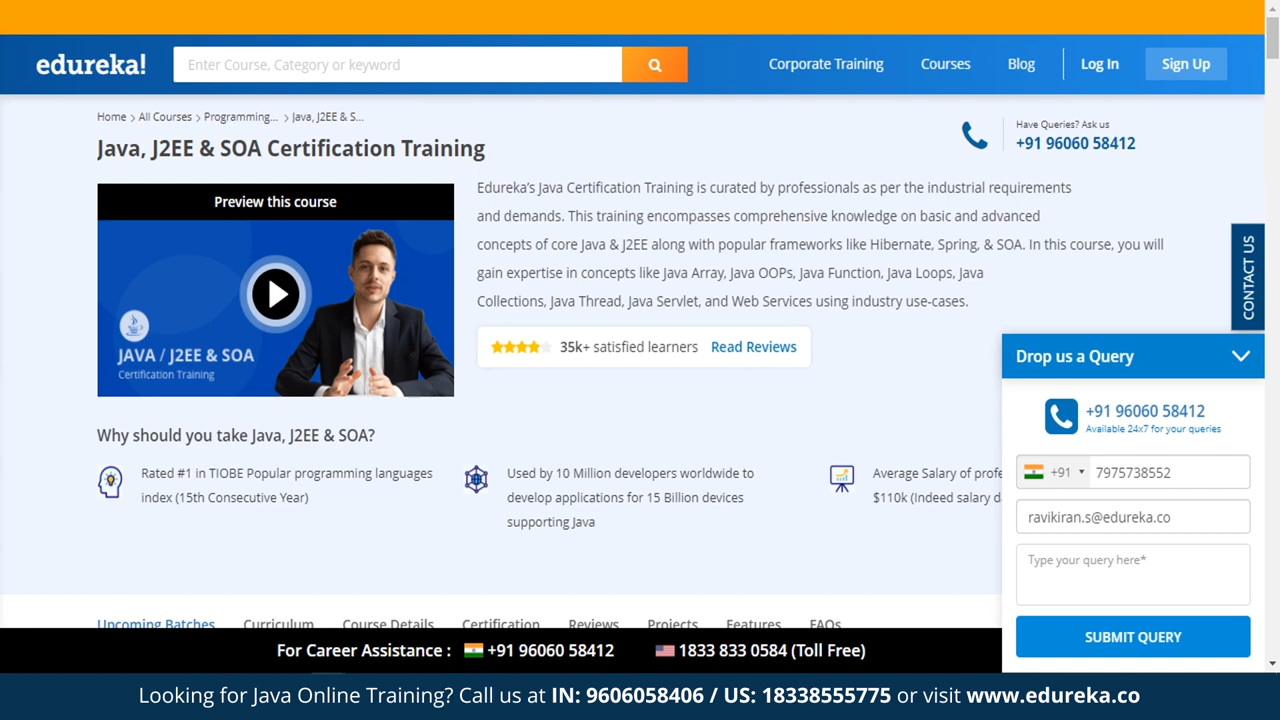 edureka!
Enter Course, Category or keyword
Corporate Training
Courses
Blog
Log In
Sign Up
Home > All Courses > Programming... > Java, J2EE & S...
Java, J2EE & SOA Certification Training
Have Queries? Ask us
+91 96060 58412
Preview this course
JAVA / J2EE & SOA
Certification Training
Edureka’s Java Certification Training is curated by professionals as per the industrial requirements
and demands. This training encompasses comprehensive knowledge on basic and advanced
concepts of core Java & J2EE along with popular frameworks like Hibernate, Spring, & SOA. In this course, you will
gain expertise in concepts like Java Array, Java OOPs, Java Function, Java Loops, Java
Collections, Java Thread, Java Servlet, and Web Services using industry use-cases.
35k+ satisfied learners Read Reviews
CONTACT US
Why should you take Java, J2EE & SOA?
Rated #1 in TIOBE Popular programming languages
index (15th Consecutive Year)
Used by 10 Million developers worldwide to
develop applications for 15 Billion devices
supporting Java
Average Salary of profe
$110k (Indeed salary d
Drop us a Query
+91 96060 58412
Available 24x7 for your queries
+91 7975738552
ravikiran.s@edureka.co
Type your query here*
SUBMIT QUERY
Upcoming Batches
Curriculum
Course Details
Certification
Reviews
Projects
Features
FAQs
For Career Assistance : +91 96060 58412 1833 833 0584 (Toll Free)
Looking for Java Online Training? Call us at IN: 9606058406 / US: 18338555775 or visit www.edureka.co